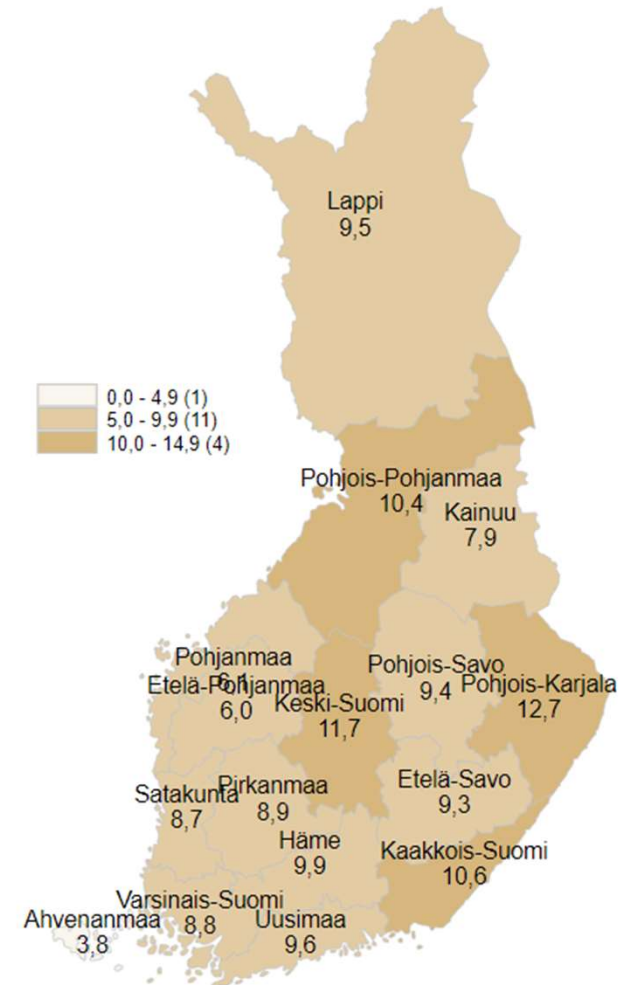 Lappi
9,5
0,0 - 4,9 (1)
5,0 - 9,9 (11)
10,0 - 14,9 (4)
Pohjois-Pohjanmaa
10,4
Kainuu
7,9
Pohjanmaa
6,1
Etelä-Pohjanmaa
6,0
Keski-Suomi
11,7
Pohjois-Savo
9,4
Pohjois-Karjala
12,7
Satakunta
8,7
Pirkanmaa
8,9
Etelä-Savo
9,3
Häme
9,9
Kaakkois-Suomi
10,6
Ahvenanmaa
3,8
Varsinais-Suomi
8,8
Uusimaa
9,6